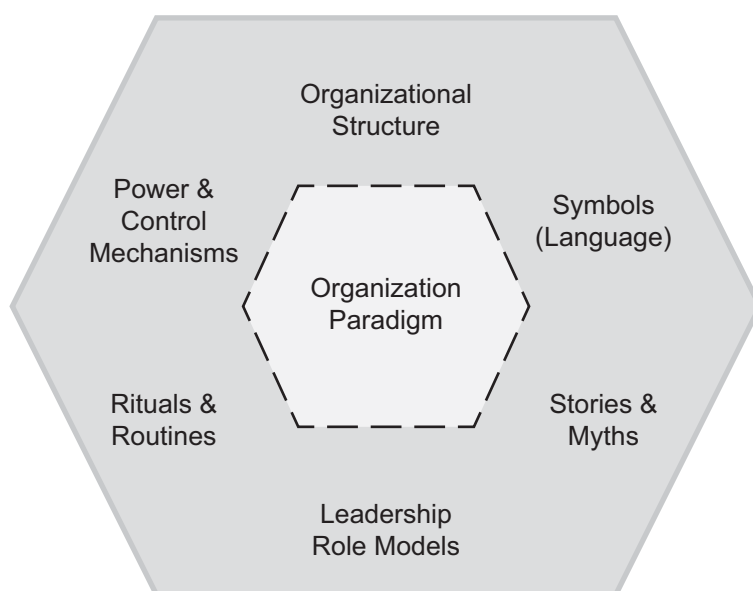 Organizational
Structure
Power &
Control
Mechanisms
Symbols
(Language)
Organization
Paradigm
Rituals &
Routines
Stories &
Myths
Leadership
Role Models